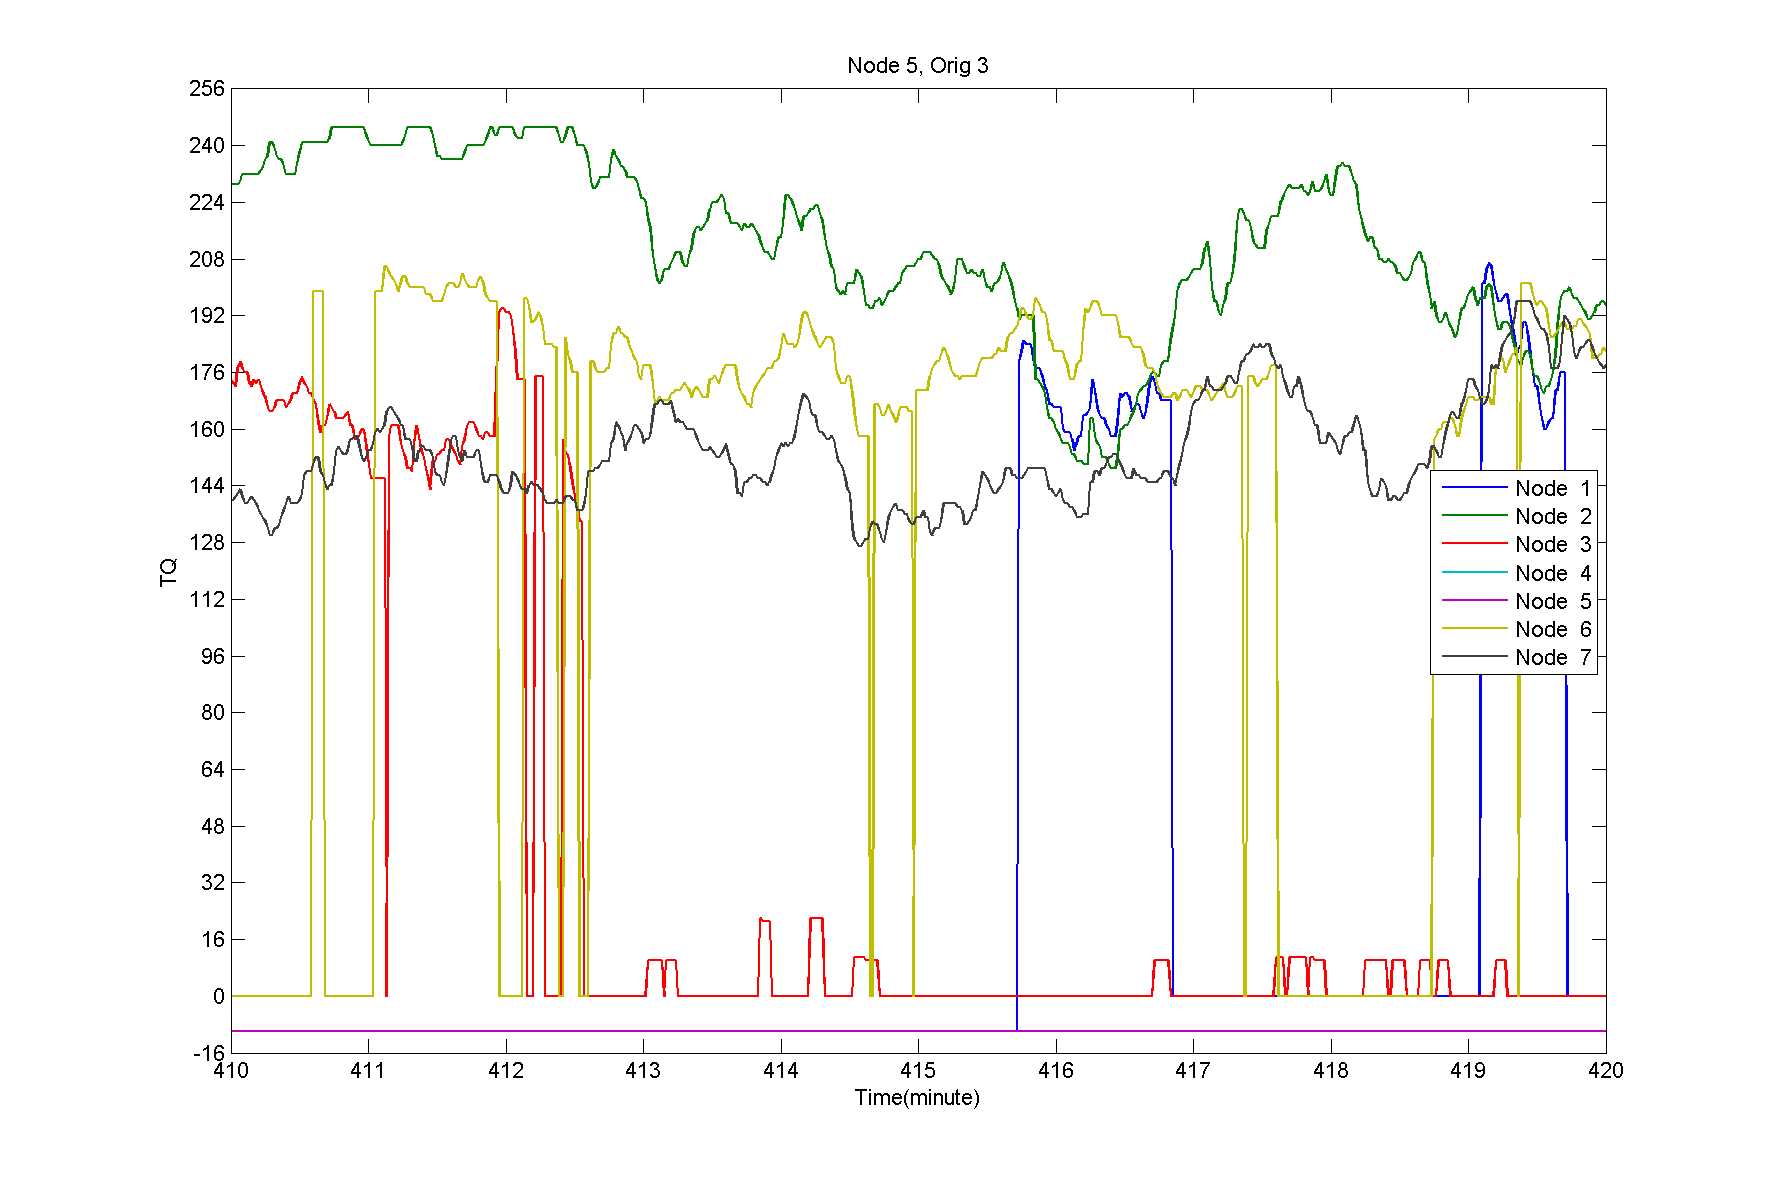 Node 5, Orig 3
256
240
224
208
192
176
160
144
128
112
96
80
64
48
32
16
0
-16
TQ
410 411 412 413 414 415 416 417 418 419 420
Time(minute)
Node 1
Node 2
Node 3
Node 4
Node 5
Node 6
Node 7